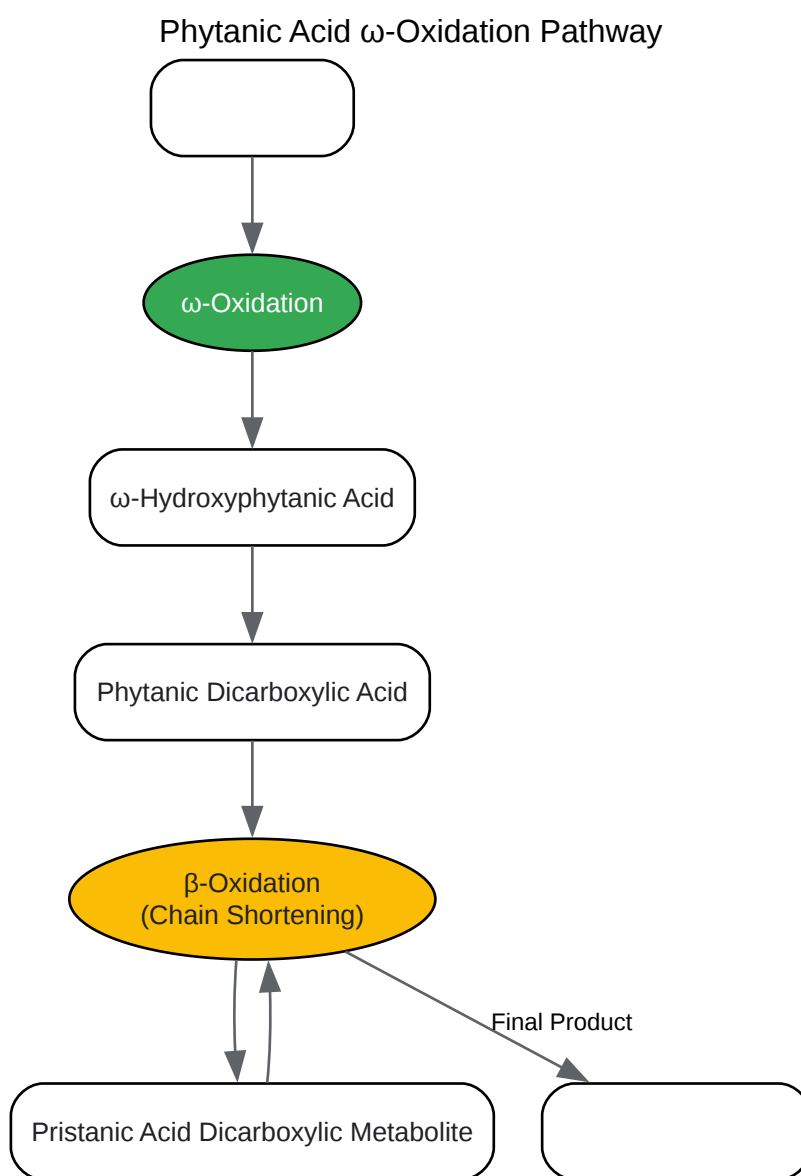 Phytanic Acid ω-Oxidation Pathway
ω-Oxidation
ω-Hydroxyphytanic Acid
Phytanic Dicarboxylic Acid
β-Oxidation
(Chain Shortening)
Final Product
Pristanic Acid Dicarboxylic Metabolite